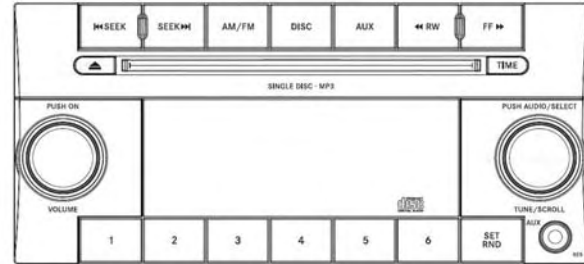 SEEK SEEK AM/FM DISC AUX RW FF
TIME
SINGLE DISC - MP3
PUSH ON PUSH AUDIO/SELECT
VOLUME TUNE/SCROLL
AUX
1 2 3 4 5 6 SET RND